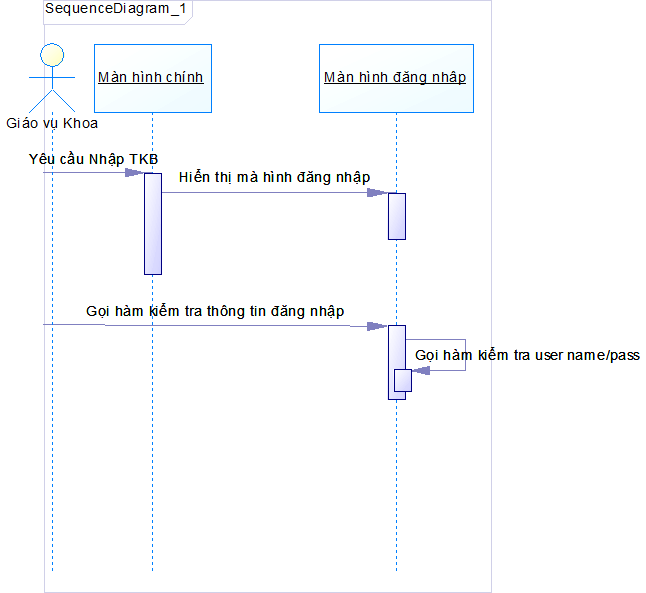 SequenceDiagram_1
Màn hình chính
Màn hình đăng nhâp
Giáo vụ Khoa
Yêu cầu Nhập TKB
Hiển thị mà hình đăng nhập
Gọi hàm kiểm tra thông tin đăng nhập
Gọi hàm kiểm tra user name/pass